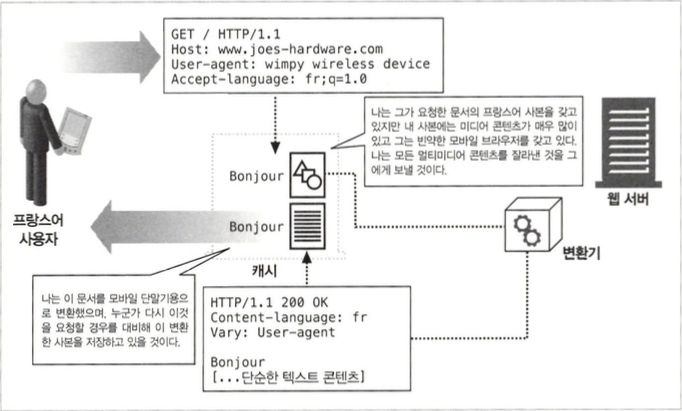 GET / HTTP/1.1
Host: www.joes-hardware.com
User-agent: wimpy wireless device
Accept-language: fr;q=1.0
나는 그가 요청한 문서의 프랑스어 사본을 갖고
있지만 내 사본에는 미디어 콘텐츠가 매우 많이
있고 그는 빈약한 모바일 브라우저를 갖고 있다.
나는 모든 멀티미디어 콘텐츠를 잘라낸 것을 그
에게 보낼 것이다.
Bonjour
Bonjour
프랑스어
사용자
웹 서버
변환기
캐시
나는 이 문서를 모바일 단말기용으
로 변환했으며, 누군가 다시 이것
을 요청할 경우를 대비해 이 변환
한 사본을 저장하고 있을 것이다.
HTTP/1.1 200 OK
Content-language: fr
Vary: User-agent
Bonjour
[...단순한 텍스트 콘텐츠]